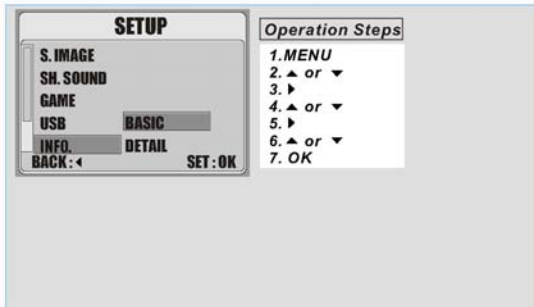 SETUP
S. IMAGE
SH. SOUND
GAME
USB BASIC
INFO. DETAIL
BACK: ◂ SET: OK
Operation Steps
1.MENU
2. ▲ or ▼
3. ▶
4. ▲ or ▼
5. ▶
6. ▲ or ▼
7. OK